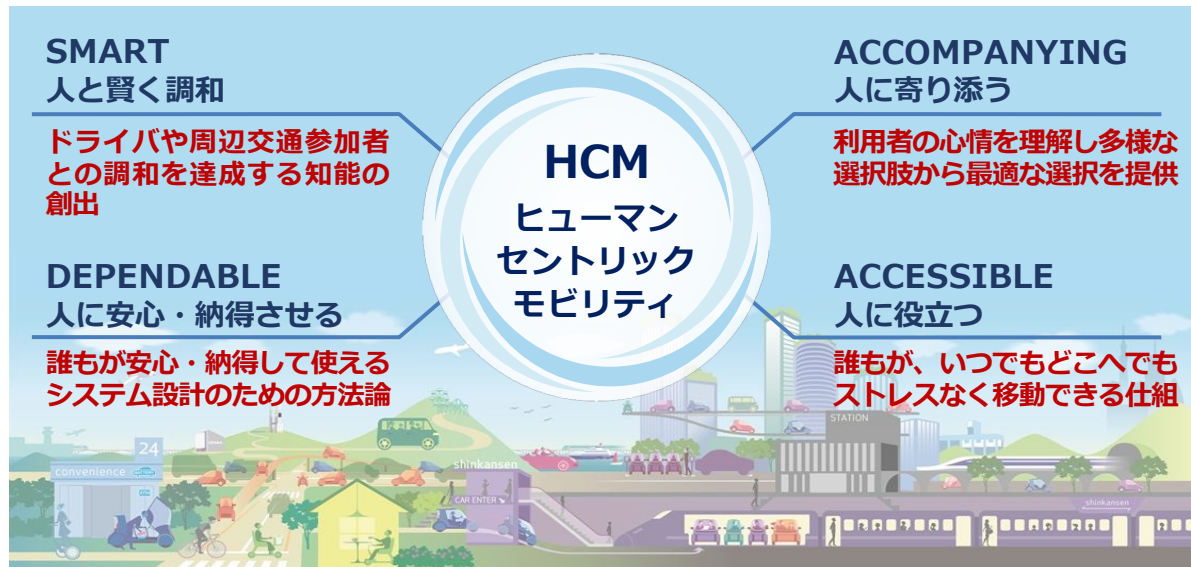 SMART
人と賢く調和
ドライバや周辺交通参加者
との調和を達成する知能の
創出
ACCOMPANYING
人に寄り添う
利用者の心情を理解し多様な
選択肢から最適な選択を提供
HCM
ヒューマン
セントリック
モビリティ
DEPENDABLE
人に安心・納得させる
誰もが安心・納得して使える
システム設計のための方法論
ACCESSIBLE
人に役立つ
誰もが、いつでもどこへでも
ストレスなく移動できる仕組
STATION
24
convenience
shinkansen
CAR ENTER
shinkansen